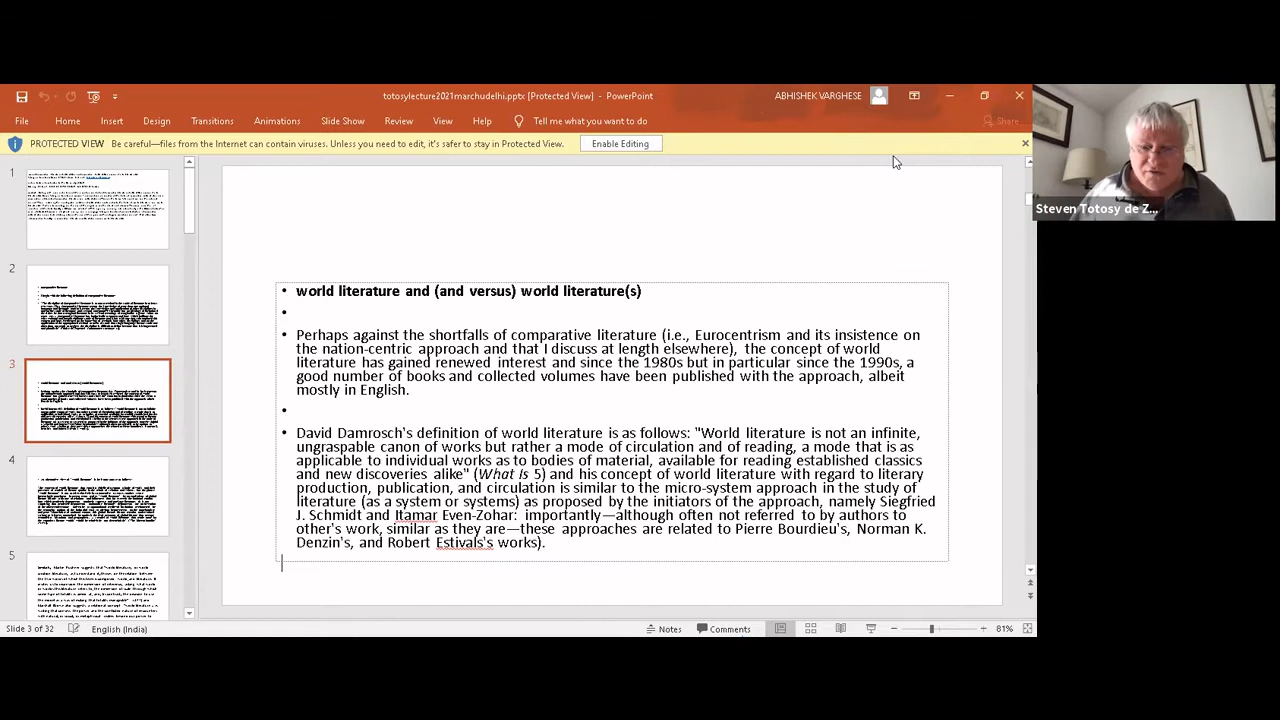 totosylecture2021marchudelhi.pptx [Protected View] - PowerPoint
ABHISHEK VARGHESE
File Home Insert Design Transitions Animations Slide Show Review View Help Tell me what you want to do Share
PROTECTED VIEW Be careful—files from the Internet can contain viruses. Unless you need to edit, it's safer to stay in Protected View. Enable Editing
Steven Totosy de Z...
1
2
3
4
5
• world literature and (and versus) world literature(s)
•
• Perhaps against the shortfalls of comparative literature (i.e., Eurocentrism and its insistence on
the nation-centric approach and that I discuss at length elsewhere), the concept of world
literature has gained renewed interest and since the 1980s but in particular since the 1990s, a
good number of books and collected volumes have been published with the approach, albeit
mostly in English.
•
• David Damrosch's definition of world literature is as follows: "World literature is not an infinite,
ungraspable canon of works but rather a mode of circulation and of reading, a mode that is as
applicable to individual works as to bodies of material, available for reading established classics
and new discoveries alike" (What Is 5) and his concept of world literature with regard to literary
production, publication, and circulation is similar to the micro-system approach in the study of
literature (as a system or systems) as proposed by the initiators of the approach, namely Siegfried
J. Schmidt and Itamar Even-Zohar: importantly—although often not referred to by authors to
other's work, similar as they are—these approaches are related to Pierre Bourdieu's, Norman K.
Denzin's, and Robert Estivals's works).
Slide 3 of 32 English (India) Notes Comments 81%